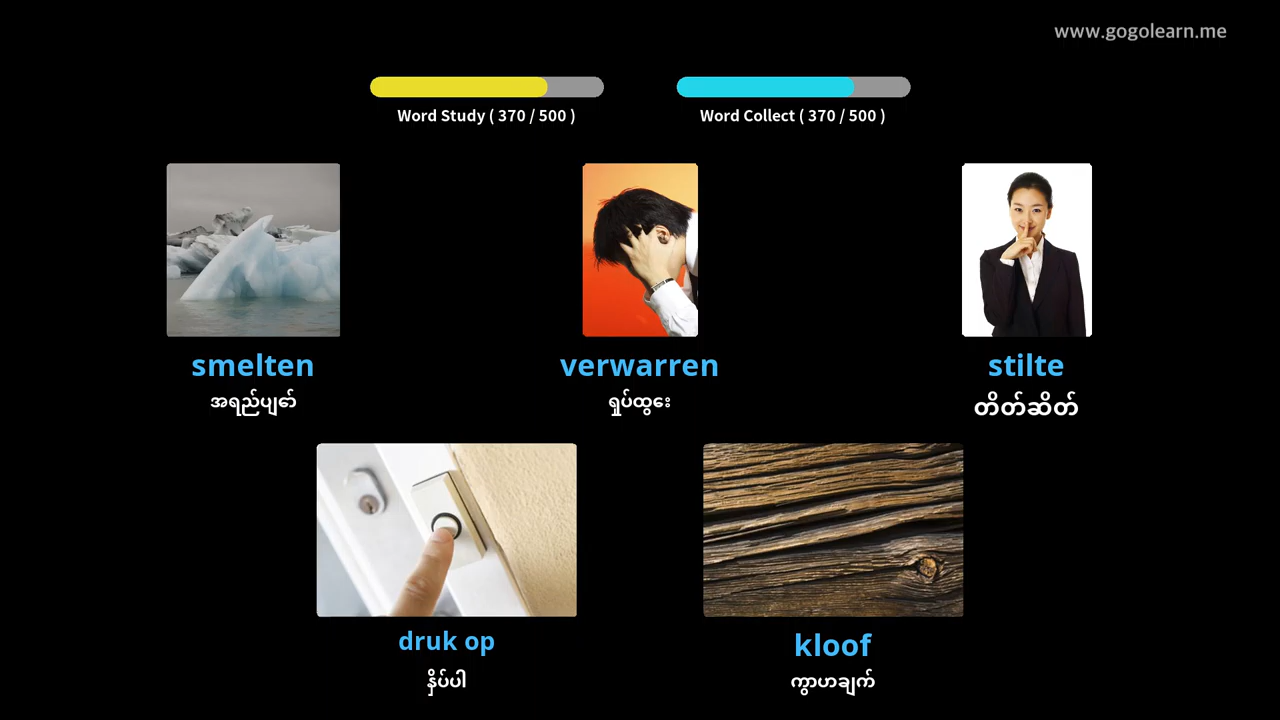 www.gogolearn.me
Word Study ( 370 / 500 )
Word Collect ( 370 / 500 )
smelten
အရည်ပျော်
verwarren
ရှုပ်ထွေး
stilte
တိတ်ဆိတ်
druk op
နှိပ်ပါ
kloof
ကွာဟချက်